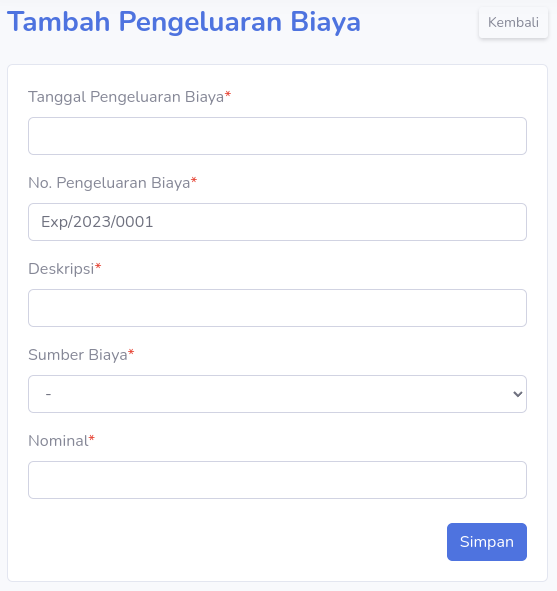 Tambah Pengeluaran Biaya
Kembali
Tanggal Pengeluaran Biaya*
No. Pengeluaran Biaya*
Exp/2023/0001
Deskripsi*
Sumber Biaya*
-
Nominal*
Simpan